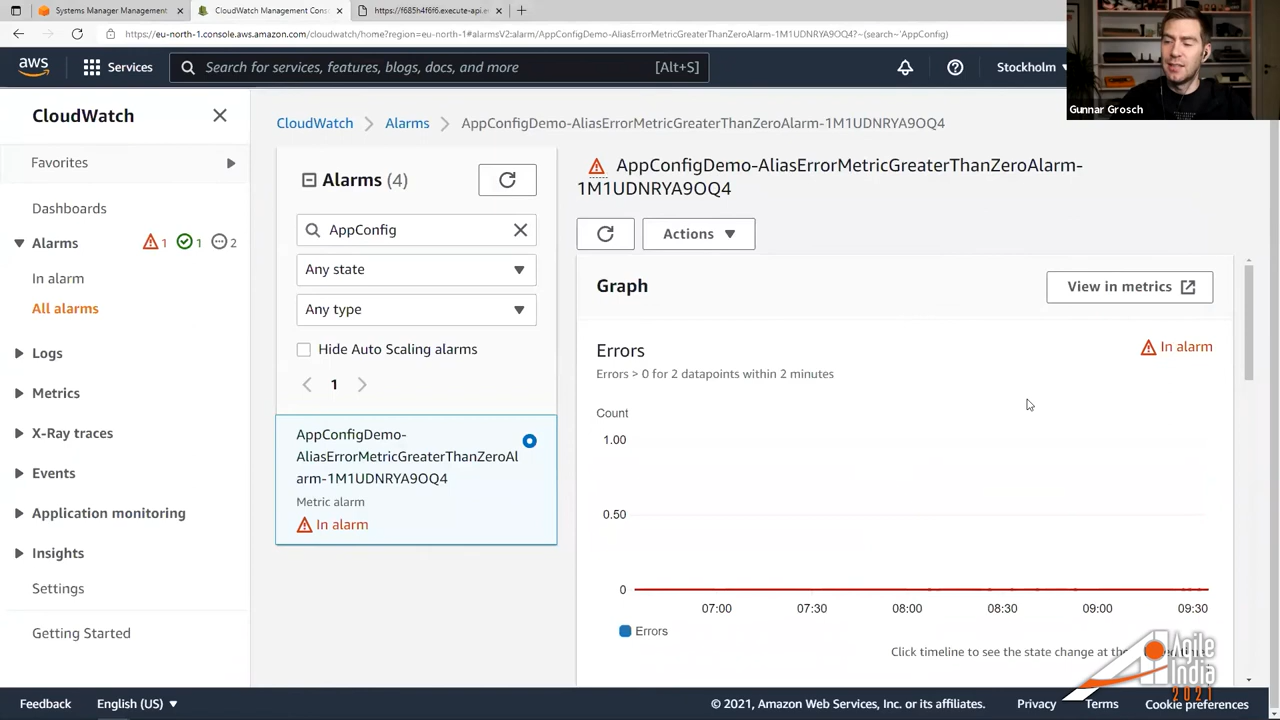 Systems Manager Management
CloudWatch Management Cons
https://f685h4f6f6.execute-api.eu
https://eu-north-1.console.aws.amazon.com/cloudwatch/home?region=eu-north-1#alarmsV2:alarm/AppConfigDemo-AliasErrorMetricGreaterThanZeroAlarm-1M1UDNRYA9OQ4?~(search~'AppConfig)
aws
Services
Search for services, features, blogs, docs, and more
[Alt+S]
Stockholm
Gunnar Grosch
CloudWatch
Favorites
Dashboards
Alarms
1
1
2
In alarm
All alarms
Logs
Metrics
X-Ray traces
Events
Application monitoring
Insights
Settings
Getting Started
CloudWatch
Alarms
AppConfigDemo-AliasErrorMetricGreaterThanZeroAlarm-1M1UDNRYA9OQ4
Alarms (4)
AppConfig
Any state
Any type
Hide Auto Scaling alarms
1
AppConfigDemo-
AliasErrorMetricGreaterThanZeroAl
arm-1M1UDNRYA9OQ4
Metric alarm
In alarm
AppConfigDemo-AliasErrorMetricGreaterThanZeroAlarm-
1M1UDNRYA9OQ4
Actions
Graph
View in metrics
Errors
In alarm
Errors > 0 for 2 datapoints within 2 minutes
Count
1.00
0.50
0
07:00
07:30
08:00
08:30
09:00
09:30
Errors
Click timeline to see the state change at the
Agile
India
2021
Feedback
English (US)
© 2021, Amazon Web Services, Inc. or its affiliates.
Privacy
Terms
Cookie preferences